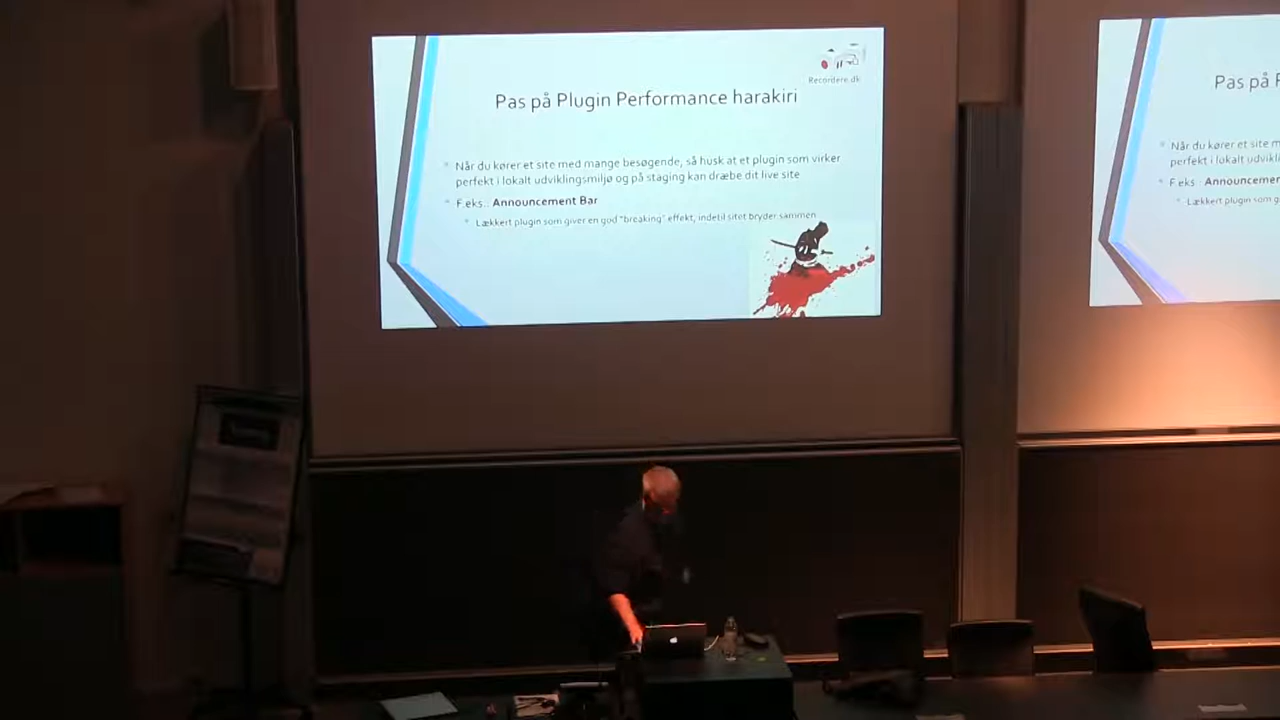 Recordere.dk
Pas på Plugin Performance harakiri
Når du kører et site med mange besøgende, så husk at et plugin som virker
perfekt i lokalt udviklingsmiljø og på staging kan dræbe dit live site
F.eks.: Announcement Bar
Lækkert plugin som giver en god "breaking" effekt, indetil sitet bryder sammen
Pas på
Når du kører et site m
perfekt i lokalt udvikli
F.eks.: Announcemen
Lækkert plugin som g